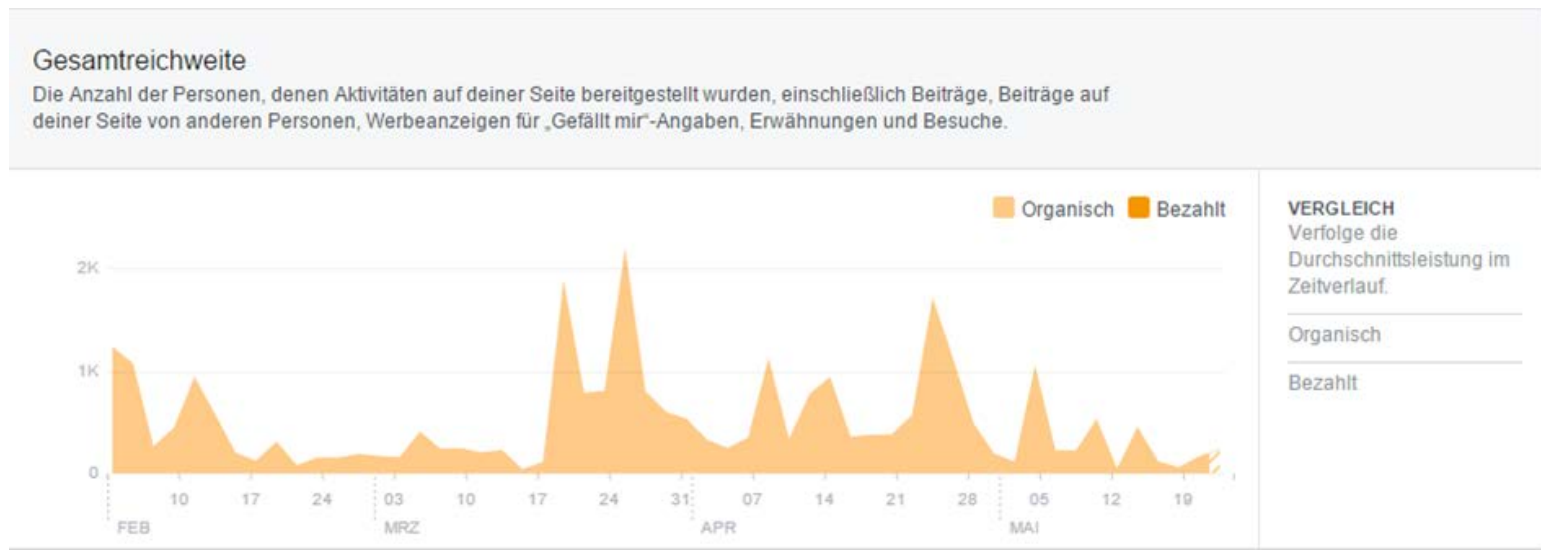 Gesamtreichweite
Die Anzahl der Personen, denen Aktivitäten auf deiner Seite bereitgestellt wurden, einschließlich Beiträge, Beiträge auf
deiner Seite von anderen Personen, Werbeanzeigen für „Gefällt mir“-Angaben, Erwähnungen und Besuche.
Organisch Bezahlt
2K
1K
0
10 17 24 03 10 17 24 31 07 14 21 28 05 12 19
FEB MRZ APR MAI
VERGLEICH
Verfolge die
Durchschnittsleistung im
Zeitverlauf.
Organisch
Bezahlt